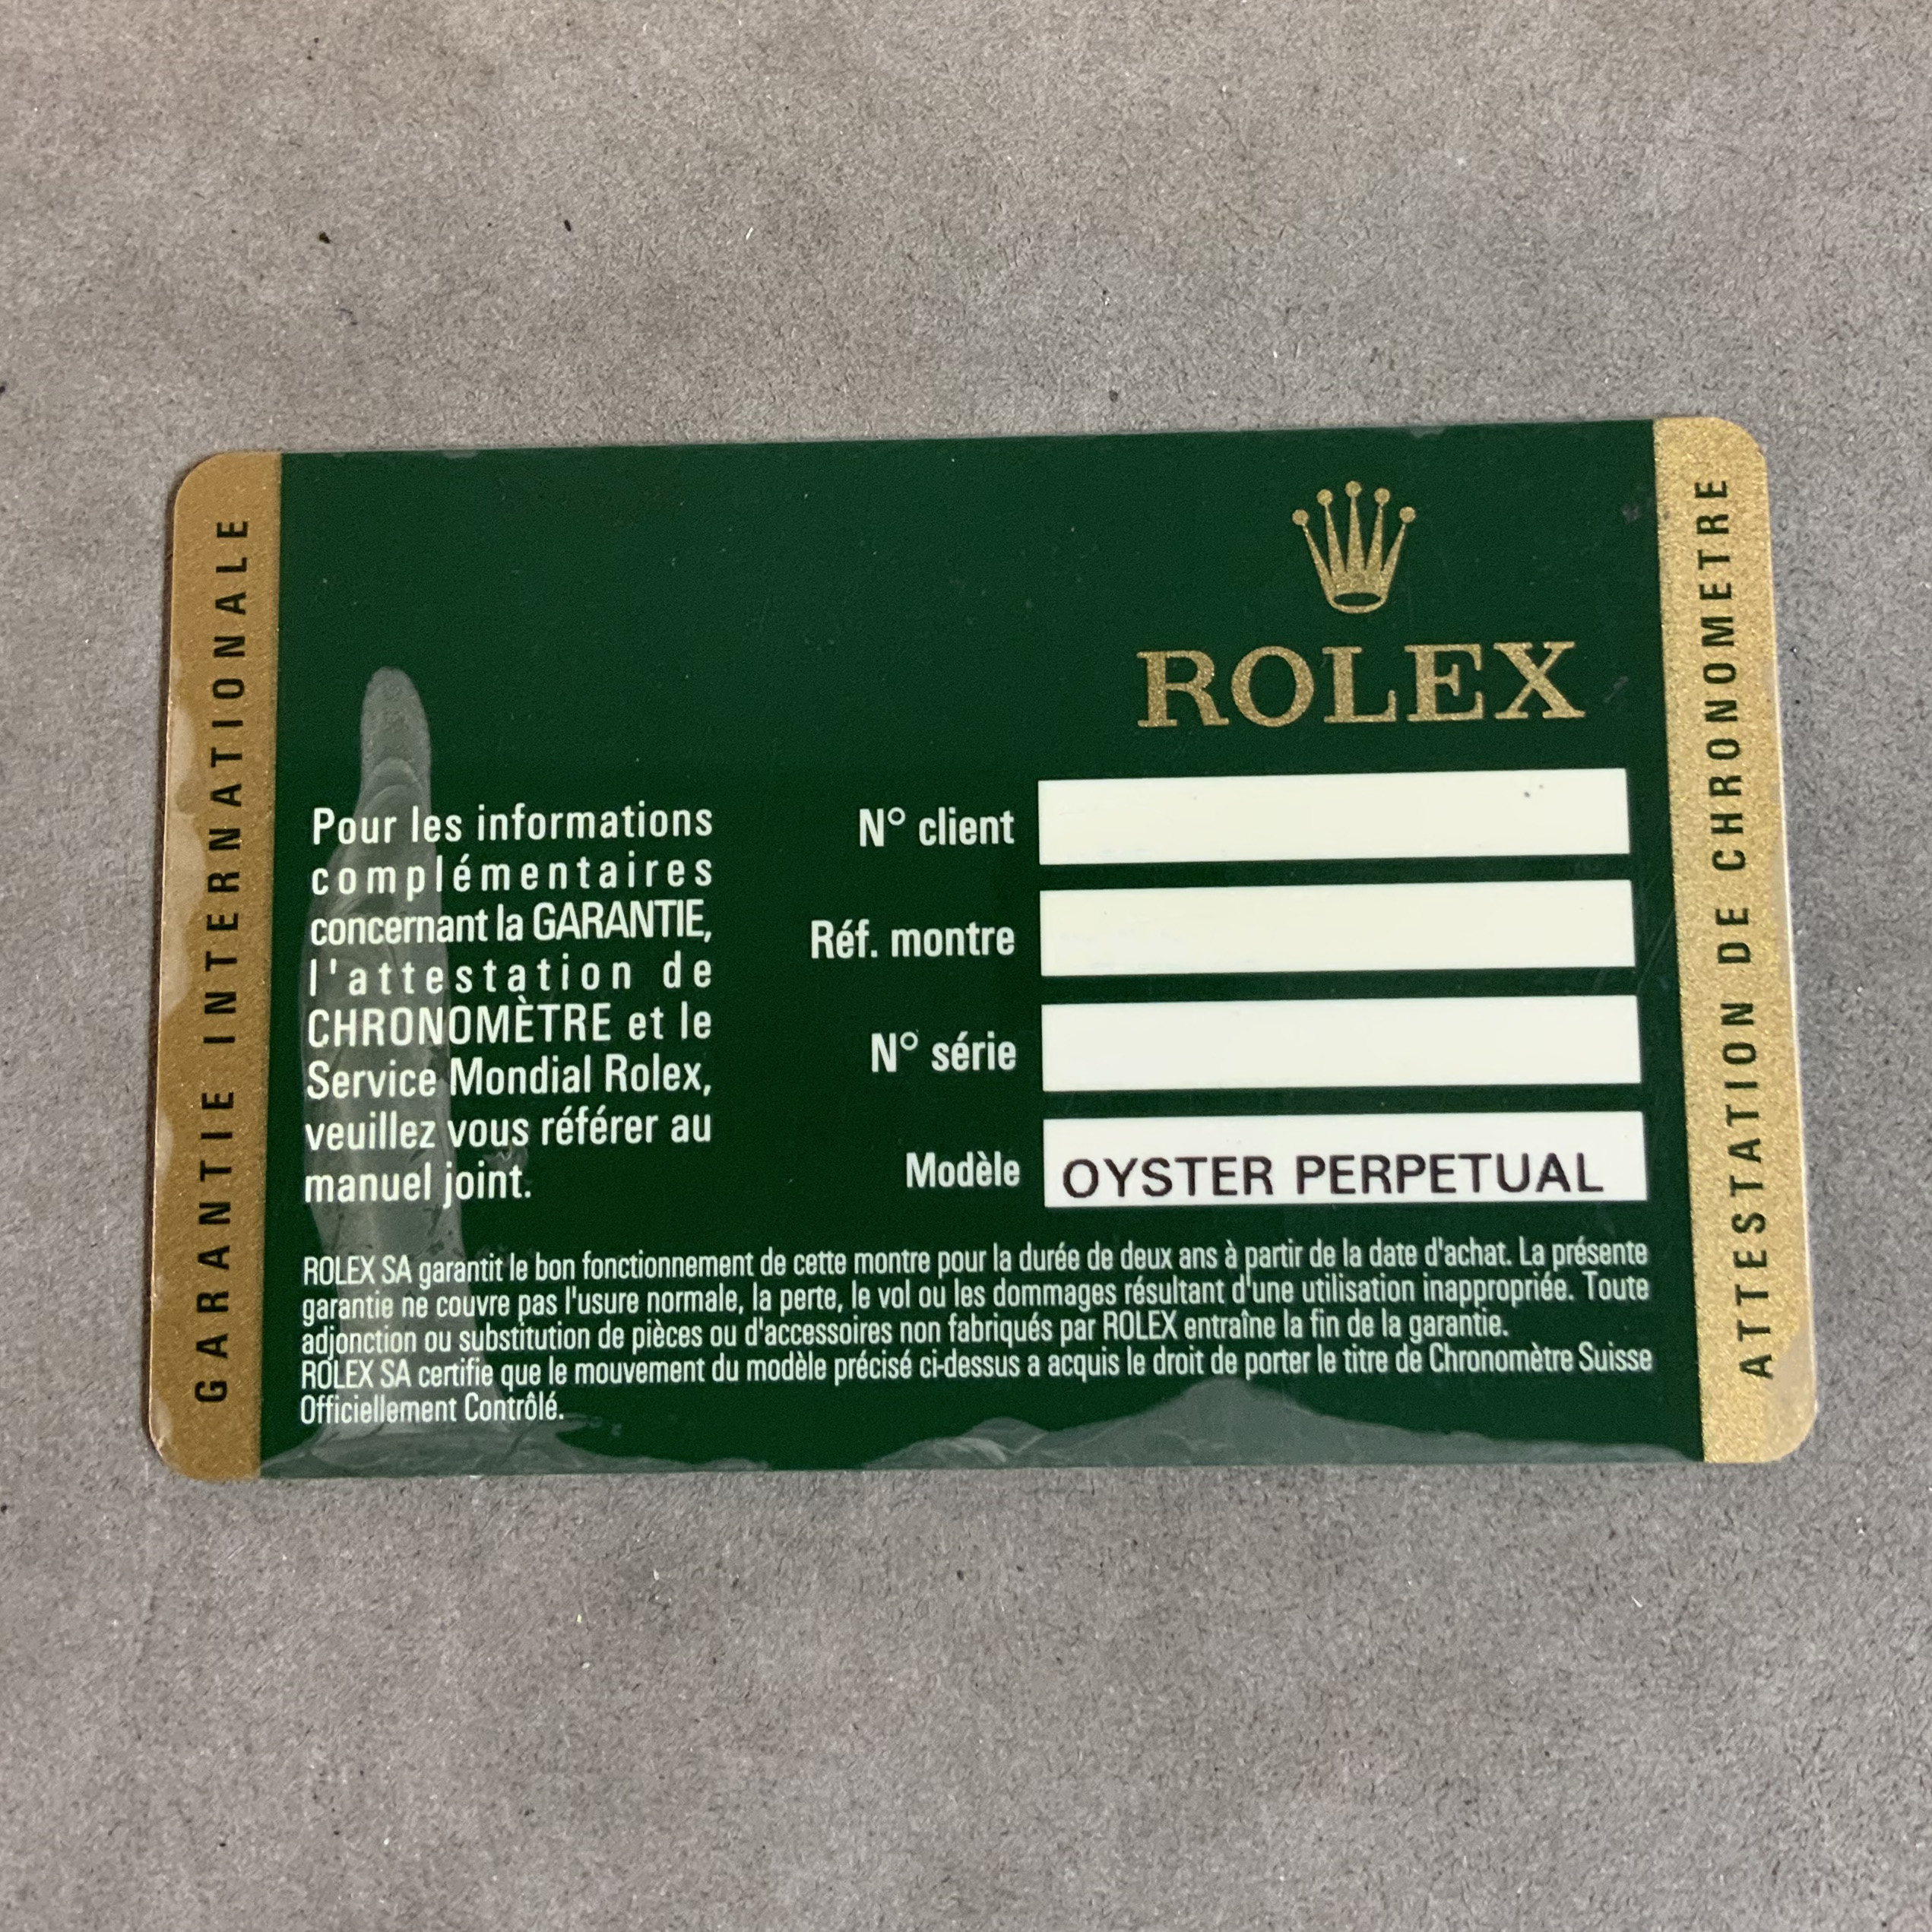 GARANTIE INTERNATIONALE
ROLEX
Pour les informations
complémentaires
concernant la GARANTIE,
l'attestation de
CHRONOMÈTRE et le
Service Mondial Rolex,
veuillez vous référer au
manuel joint.
N° client
Réf. montre
N° série
Modèle OYSTER PERPETUAL
ROLEX SA garantit le bon fonctionnement de cette montre pour la durée de deux ans à partir de la date d'achat. La présente
garantie ne couvre pas l'usure normale, la perte, le vol ou les dommages résultant d'une utilisation inappropriée. Toute
adjonction ou substitution de pièces ou d'accessoires non fabriqués par ROLEX entraîne la fin de la garantie.
ROLEX SA certifie que le mouvement du modèle précisé ci-dessus a acquis le droit de porter le titre de Chronomètre Suisse
Officiellement Contrôlé.
ATTESTATION DE CHRONOMETRE